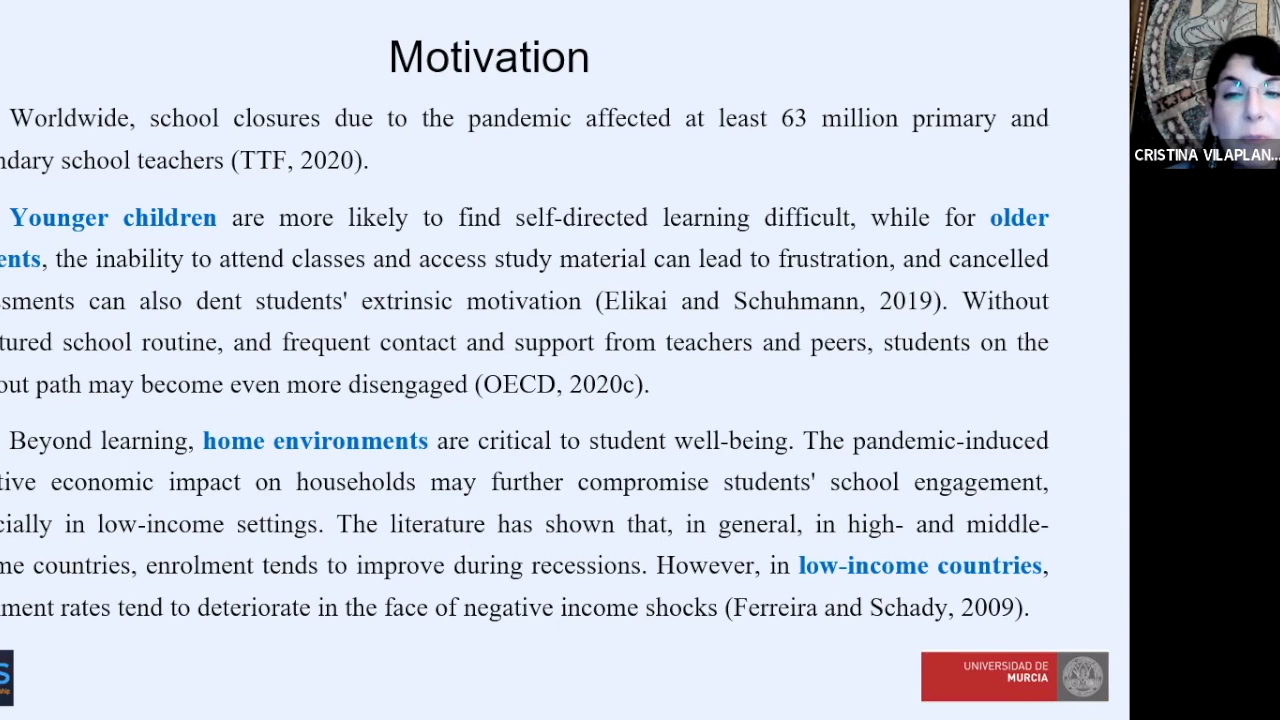 Motivation
Worldwide, school closures due to the pandemic affected at least 63 million primary and
ndary school teachers (TTF, 2020).
Younger children are more likely to find self-directed learning difficult, while for older
ents, the inability to attend classes and access study material can lead to frustration, and cancelled
ssments can also dent students' extrinsic motivation (Elikai and Schuhmann, 2019). Without
tured school routine, and frequent contact and support from teachers and peers, students on the
out path may become even more disengaged (OECD, 2020c).
Beyond learning, home environments are critical to student well-being. The pandemic-induced
tive economic impact on households may further compromise students' school engagement,
cially in low-income settings. The literature has shown that, in general, in high- and middle-
me countries, enrolment tends to improve during recessions. However, in low-income countries,
ment rates tend to deteriorate in the face of negative income shocks (Ferreira and Schady, 2009).
CRISTINA VILAPLAN...
S
hip
UNIVERSIDAD DE
MURCIA